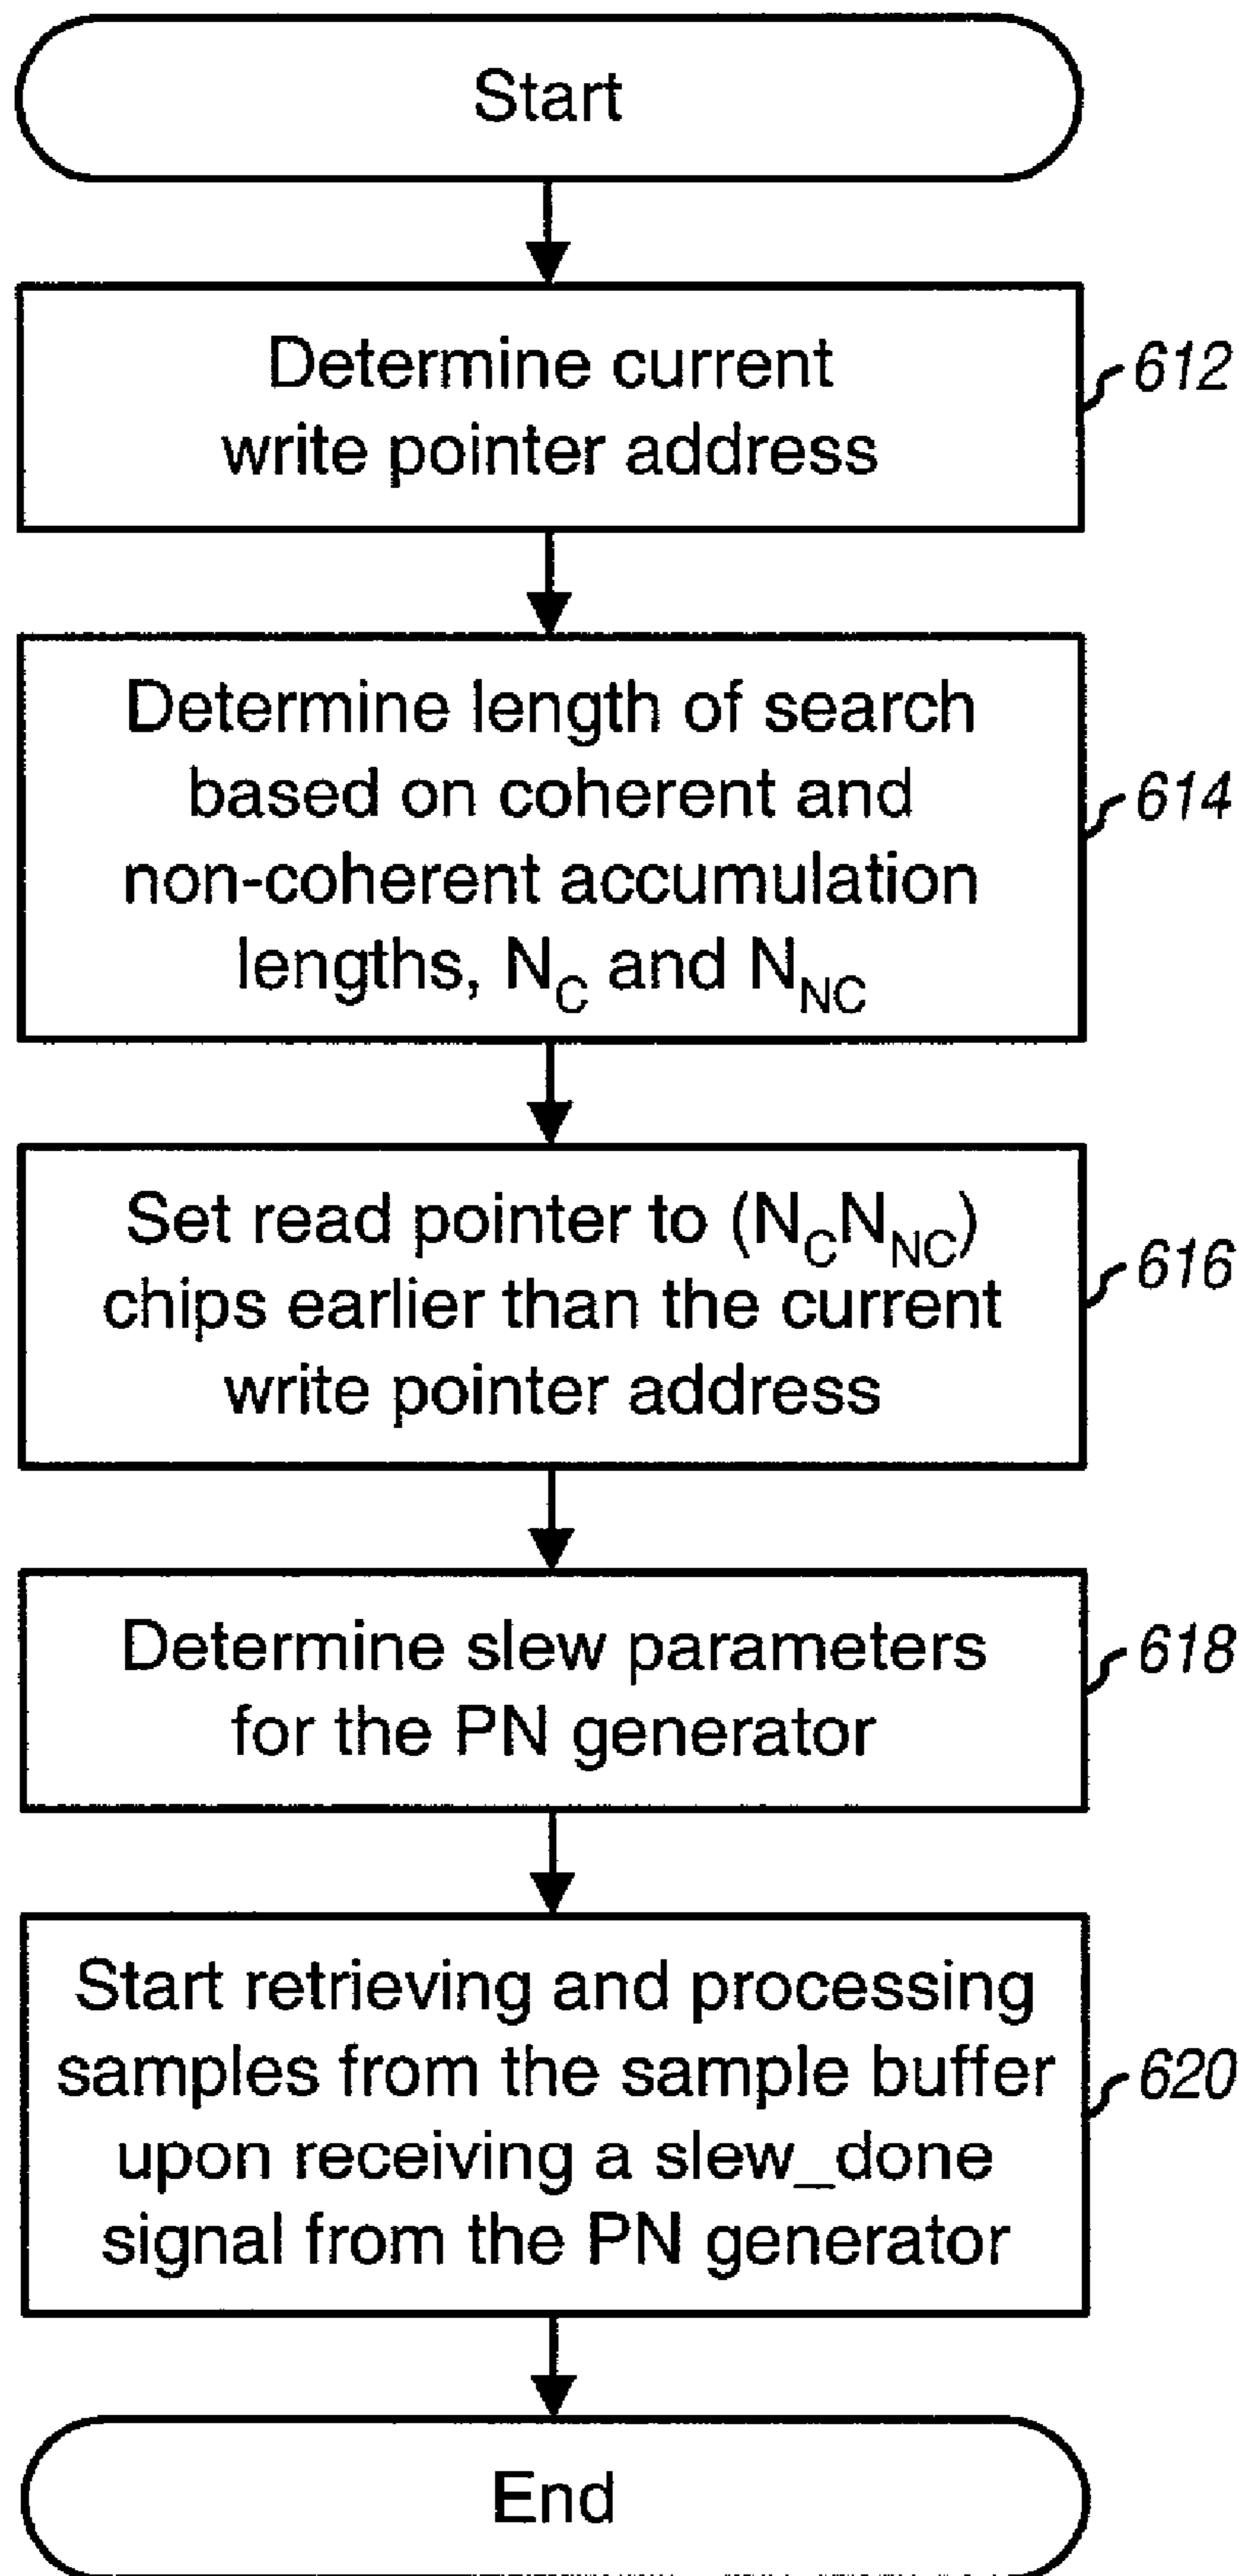 Start
Determine current
write pointer address
612
Determine length of search
based on coherent and
non-coherent accumulation
lengths, N_C and N_NC
614
Set read pointer to (N_CN_NC)
chips earlier than the current
write pointer address
616
Determine slew parameters
for the PN generator
618
Start retrieving and processing
samples from the sample buffer
upon receiving a slew_done
signal from the PN generator
620
End